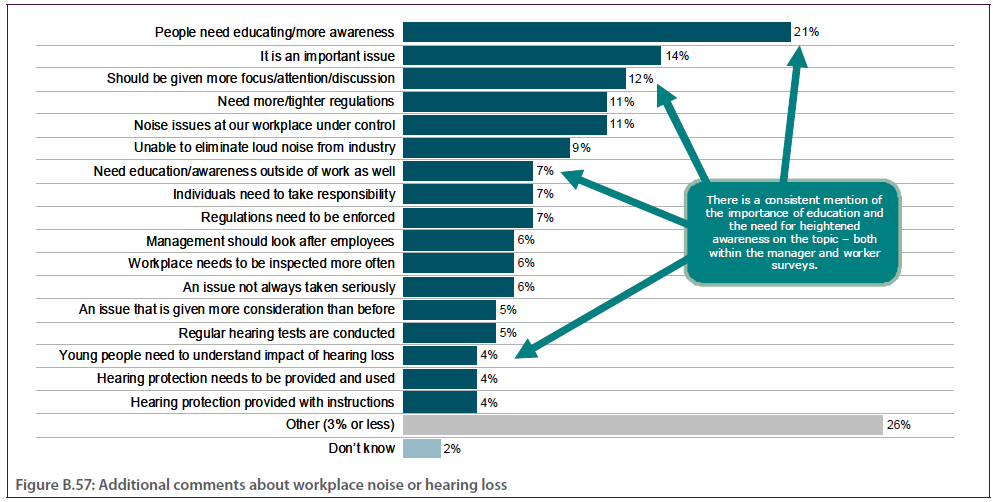 People need educating/more awareness 21%
It is an important issue 14%
Should be given more focus/attention/discussion 12%
Need more/tighter regulations 11%
Noise issues at our workplace under control 11%
Unable to eliminate loud noise from industry 9%
Need education/awareness outside of work as well 7%
Individuals need to take responsibility 7%
Regulations need to be enforced 7%
Management should look after employees 6%
Workplace needs to be inspected more often 6%
An issue not always taken seriously 6%
An issue that is given more consideration than before 5%
Regular hearing tests are conducted 5%
Young people need to understand impact of hearing loss 4%
Hearing protection needs to be provided and used 4%
Hearing protection provided with instructions 4%
Other (3% or less) 26%
Don't know 2%
There is a consistent mention of
the importance of education and
the need for heightened
awareness on the topic – both
within the manager and worker
surveys.
Figure B.57: Additional comments about workplace noise or hearing loss